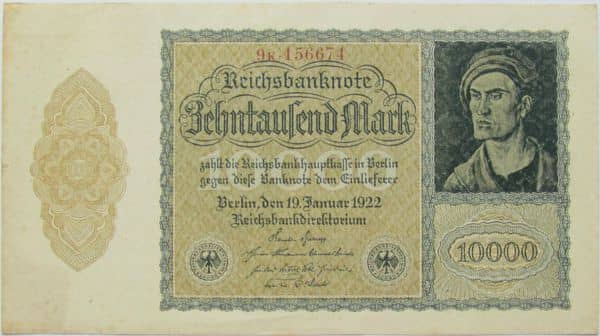 9K·156674
Reichsbanknote
Zehntausend Mark
zahlt die Reichsbankhauptkasse in Berlin
gegen diese Banknote dem Einlieferer
Berlin, den 19. Januar 1922
Reichsbankdirektorium
10000